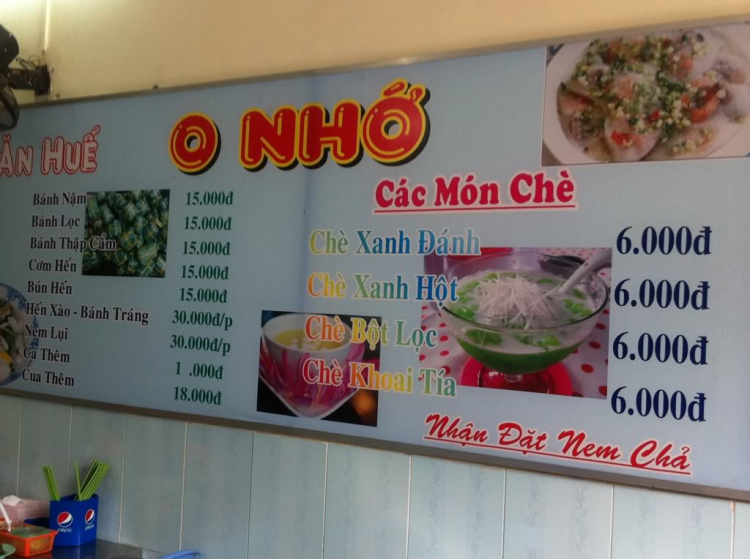 ĂN HUẾ
O NHỚ
Bánh Nậm 15.000đ
Bánh Lọc 15.000đ
Bánh Thập Cẩm 15.000đ
Cơm Hến 15.000đ
Bún Hến 15.000đ
Hến Xào - Bánh Tráng 30.000đ/p
Nem Lụi 30.000đ/p
Cà Thêm 1 .000đ
Cua Thêm 18.000đ
Các Món Chè
Chè Xanh Đánh 6.000đ
Chè Xanh Hột 6.000đ
Chè Bột Lọc 6.000đ
Chè Khoai Tía 6.000đ
Nhận Đặt Nem Chả
pepsi